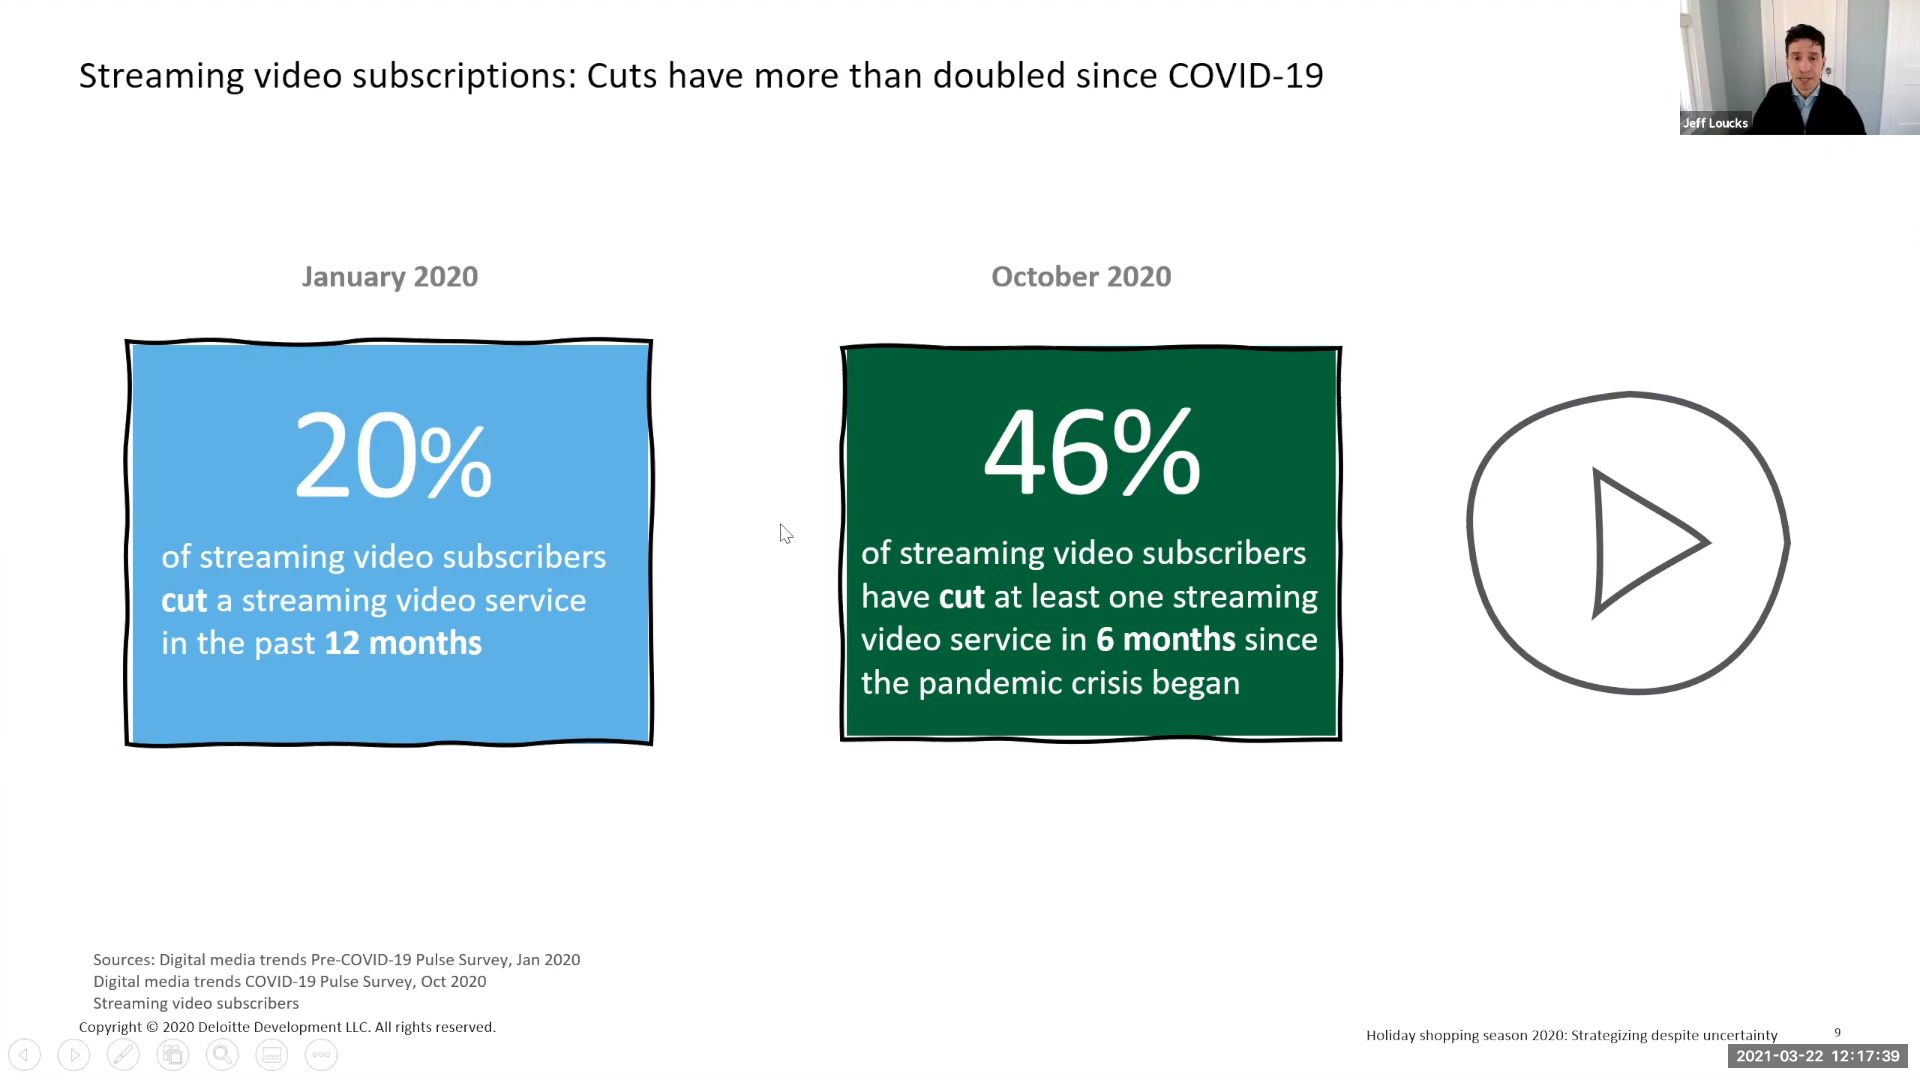 Streaming video subscriptions: Cuts have more than doubled since COVID-19
Jeff Loucks
January 2020
20%
of streaming video subscribers
cut a streaming video service
in the past 12 months
October 2020
46%
of streaming video subscribers
have cut at least one streaming
video service in 6 months since
the pandemic crisis began
Sources: Digital media trends Pre-COVID-19 Pulse Survey, Jan 2020
Digital media trends COVID-19 Pulse Survey, Oct 2020
Streaming video subscribers
Copyright © 2020 Deloitte Development LLC. All rights reserved.
Holiday shopping season 2020: Strategizing despite uncertainty
9
2021-03-22 12:17:39